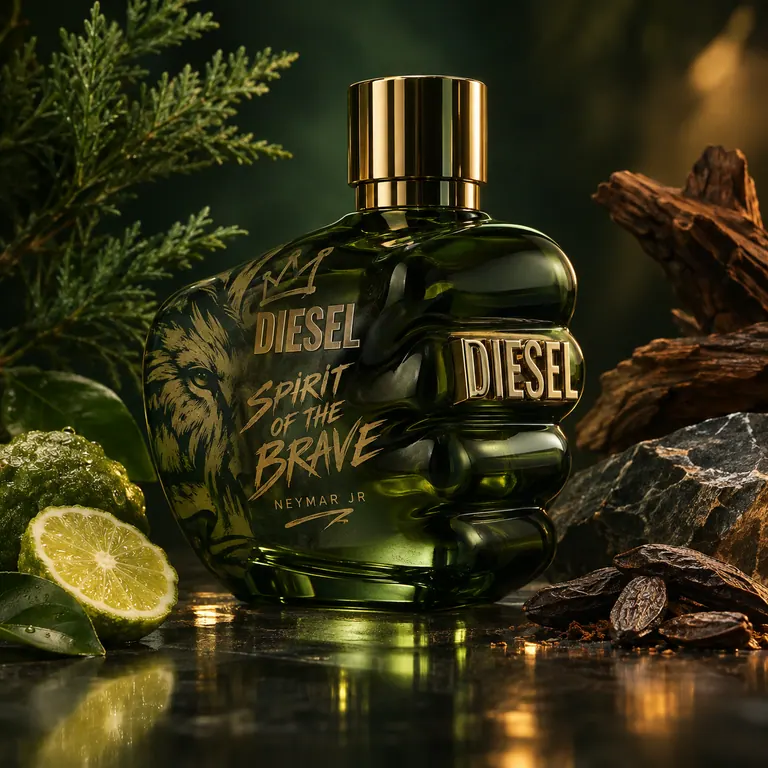 DIESEL
SPIRIT
OF THE
BRAVE
NEYMAR JR
DIESEL